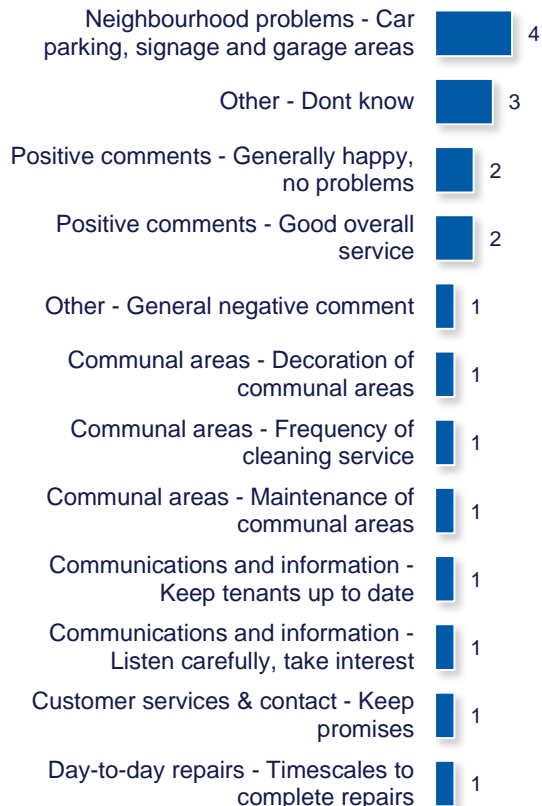 Neighbourhood problems - Car
parking, signage and garage areas
4
Other - Dont know
3
Positive comments - Generally happy,
no problems
2
Positive comments - Good overall
service
2
Other - General negative comment
1
Communal areas - Decoration of
communal areas
1
Communal areas - Frequency of
cleaning service
1
Communal areas - Maintenance of
communal areas
1
Communications and information -
Keep tenants up to date
1
Communications and information -
Listen carefully, take interest
1
Customer services & contact - Keep
promises
1
Day-to-day repairs - Timescales to
complete repairs
1